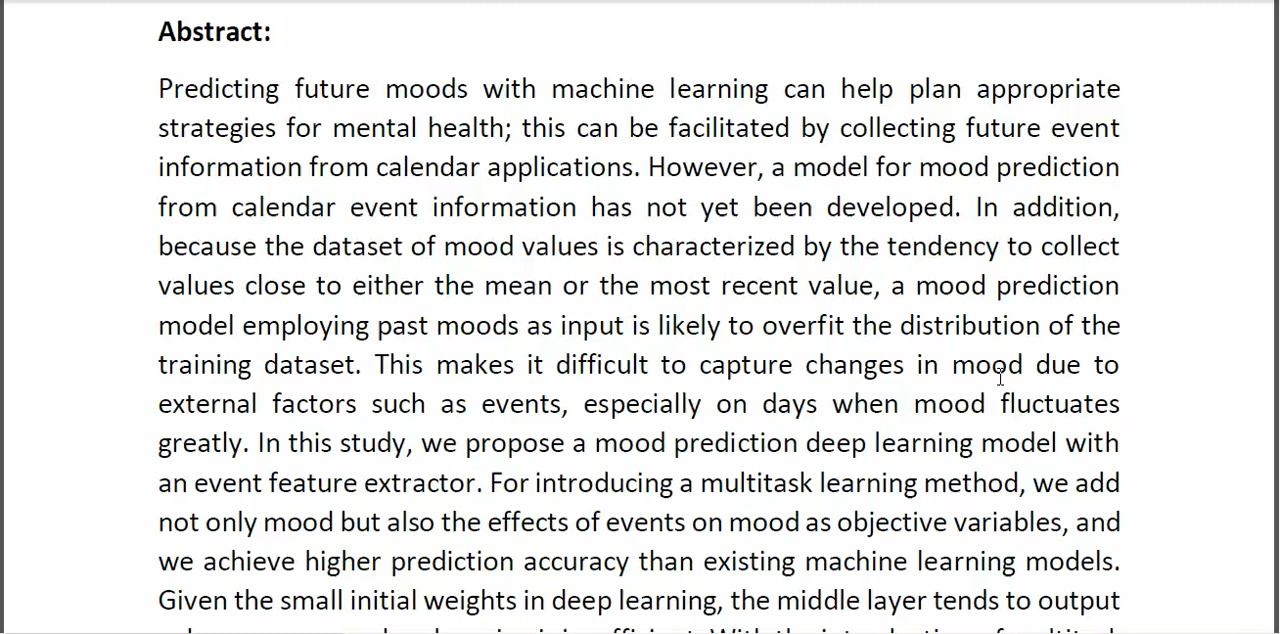 Abstract:
Predicting future moods with machine learning can help plan appropriate
strategies for mental health; this can be facilitated by collecting future event
information from calendar applications. However, a model for mood prediction
from calendar event information has not yet been developed. In addition,
because the dataset of mood values is characterized by the tendency to collect
values close to either the mean or the most recent value, a mood prediction
model employing past moods as input is likely to overfit the distribution of the
training dataset. This makes it difficult to capture changes in mood due to
external factors such as events, especially on days when mood fluctuates
greatly. In this study, we propose a mood prediction deep learning model with
an event feature extractor. For introducing a multitask learning method, we add
not only mood but also the effects of events on mood as objective variables, and
we achieve higher prediction accuracy than existing machine learning models.
Given the small initial weights in deep learning, the middle layer tends to output